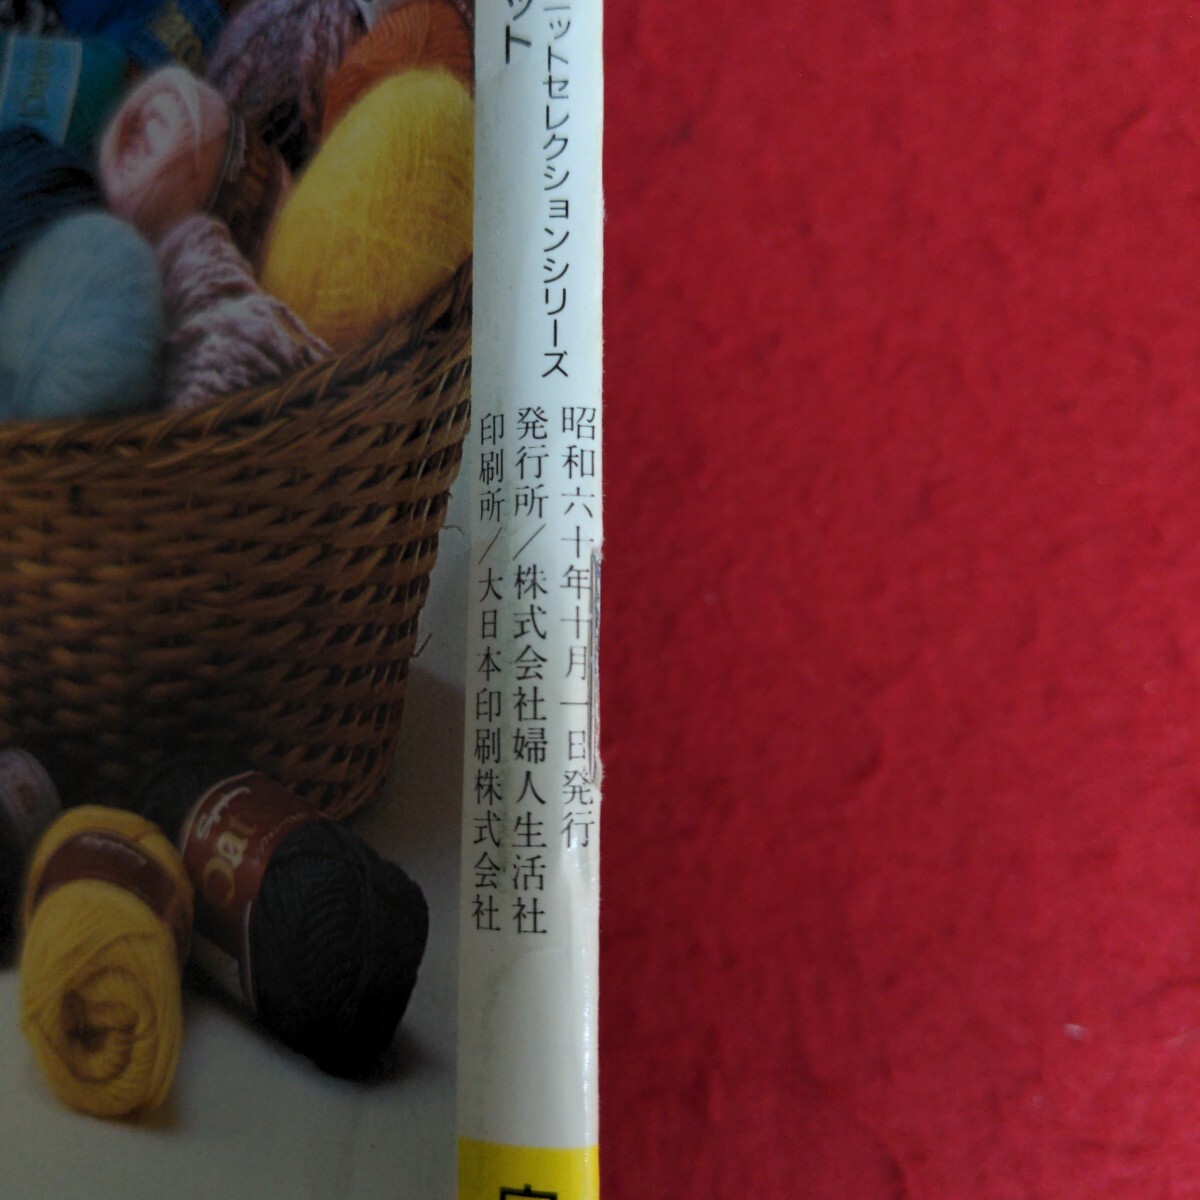 ニットセレクションシリーズ
ット
昭和六十年十月一日発行
発行所／株式会社婦人生活社
印刷所／大日本印刷株式会社